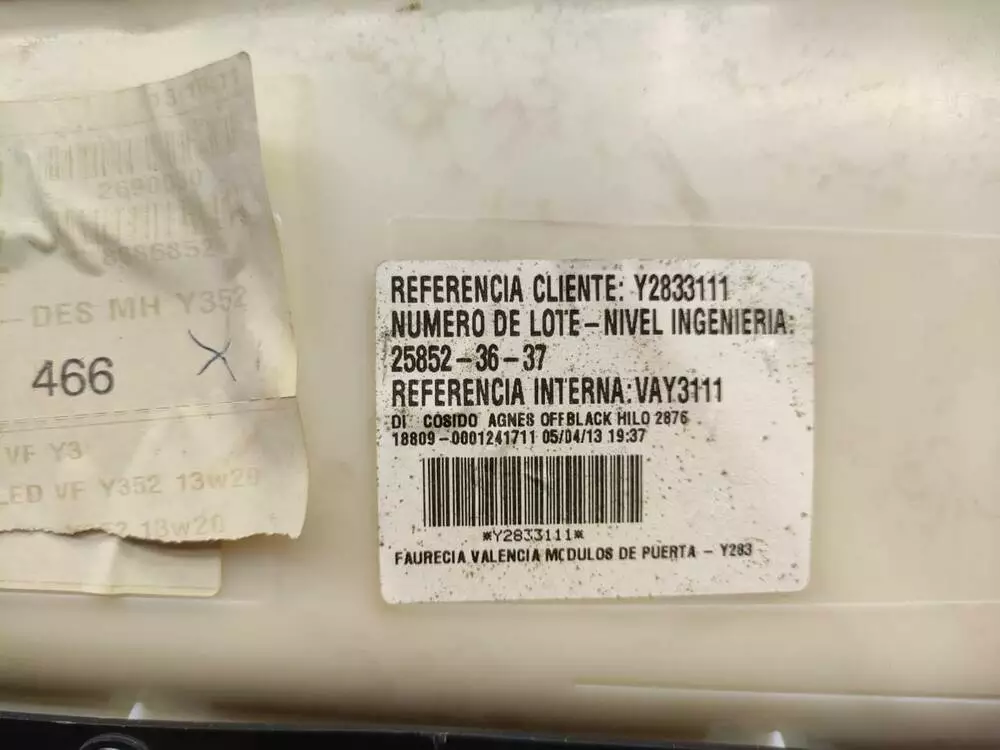 8086852
DES MH Y352
466
VF Y3
LED VF Y352 13w20
13w20
REFERENCIA CLIENTE: Y2833111
NUMERO DE LOTE-NIVEL INGENIERIA:
25852-36-37
REFERENCIA INTERNA: VAY3111
DI COSIDO AGNES OFFBLACK HILO 2876
18809-0001241711 05/04/13 19:37
*Y2833111*
FAURECIA VALENCIA MODULOS DE PUERTA - Y283